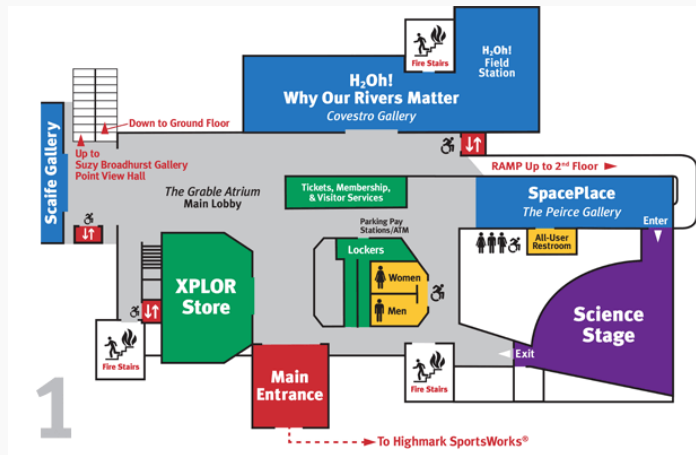 Fire Stairs
H₂Oh!
Field
Station
H₂Oh!
Why Our Rivers Matter
Covestro Gallery
Scaife Gallery
Down to Ground Floor
Up to
Suzy Broadhurst Gallery
Point View Hall
RAMP Up to 2nd Floor
The Grable Atrium
Main Lobby
Tickets, Membership,
& Visitor Services
SpacePlace
The Peirce Gallery
Enter
Parking Pay
Stations/ATM
Lockers
All-User
Restroom
Women
Men
XPLOR
Store
Science
Stage
Exit
Fire Stairs
Main
Entrance
Fire Stairs
1
To Highmark SportsWorks®